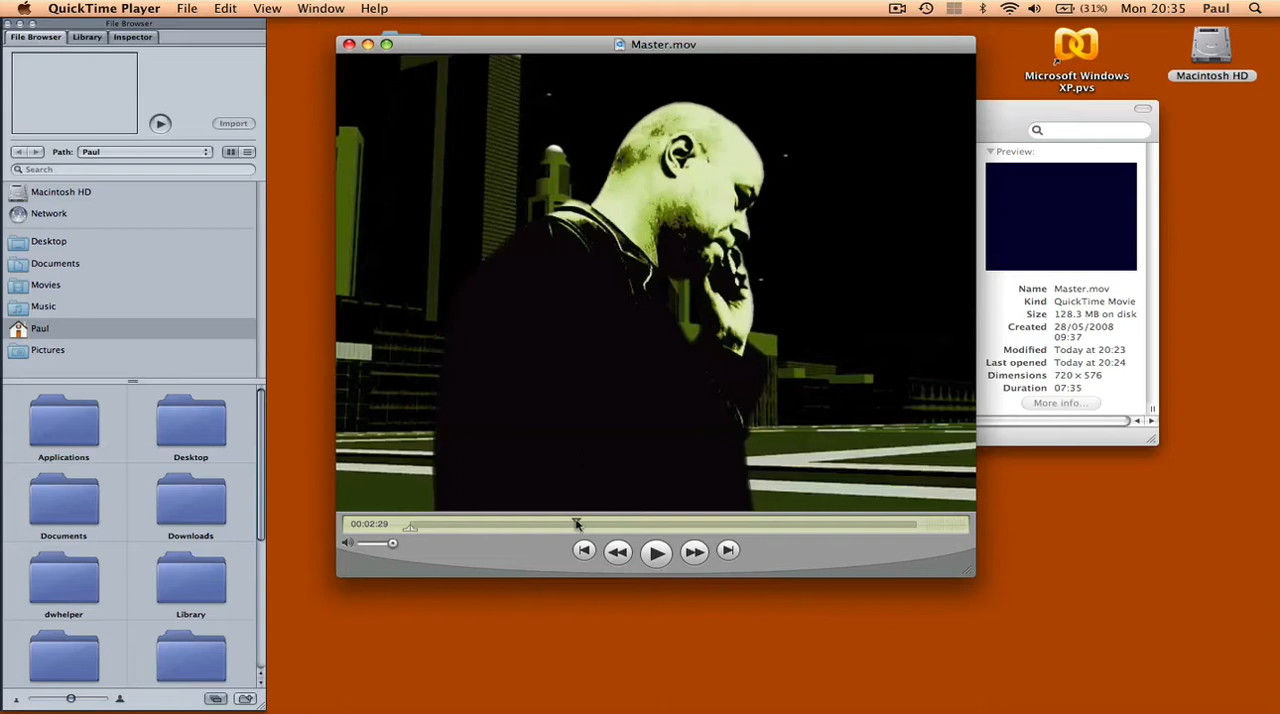 QuickTime Player File Edit View Window Help
(31%) Mon 20:35 Paul
File Browser
File Browser Library Inspector
Import
Path: Paul
Search
Macintosh HD
Network
Desktop
Documents
Movies
Music
Paul
Pictures
Applications Desktop
Documents Downloads
dwhelper Library
Master.mov
00:02:29
Microsoft Windows
XP.pvs
Macintosh HD
Preview:
Name Master.mov
Kind QuickTime Movie
Size 128.3 MB on disk
Created 28/05/2008
09:37
Modified Today at 20:23
Last opened Today at 20:24
Dimensions 720 × 576
Duration 07:35
More info...